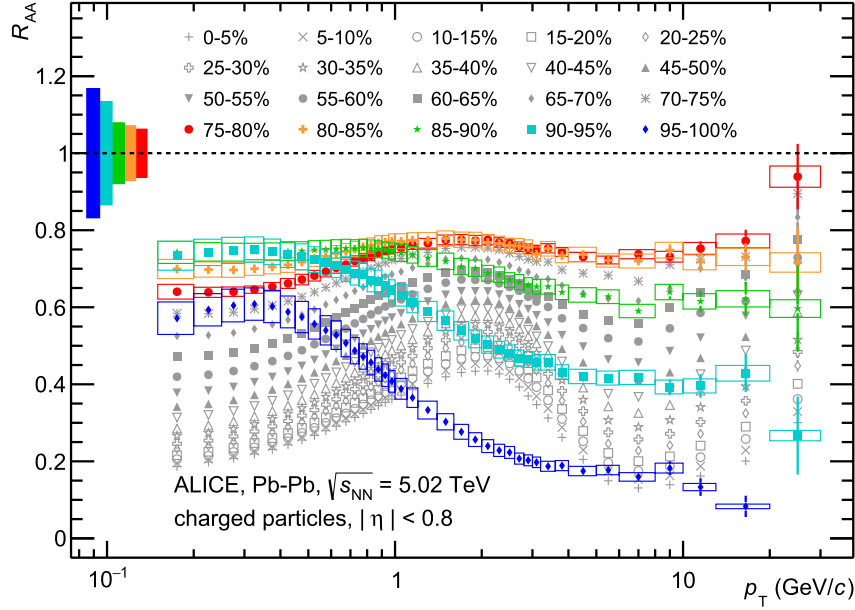 R_AA
0-5% 5-10% 10-15% 15-20% 20-25%
25-30% 30-35% 35-40% 40-45% 45-50%
50-55% 55-60% 60-65% 65-70% 70-75%
75-80% 80-85% 85-90% 90-95% 95-100%
1.2
1
0.8
0.6
0.4
0.2
0
ALICE, Pb-Pb, √s_NN = 5.02 TeV
charged particles, | η | < 0.8
10⁻¹ 1 10
p_T (GeV/c)